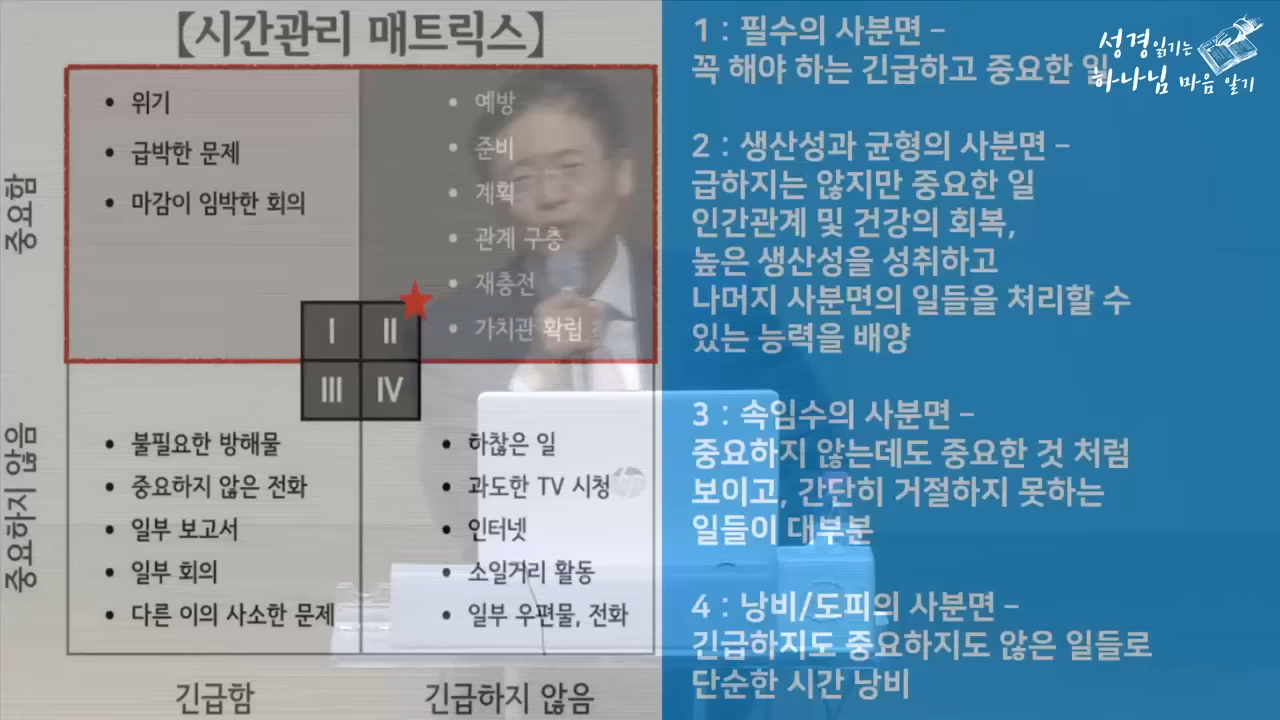 【시간관리 매트릭스】
중요함
위기
급박한 문제
마감이 임박한 회의
예방
준비
계획
관계 구층
재충전
가치관 확립
I
II
III
IV
중요하지 않음
불필요한 방해물
중요하지 않은 전화
일부 보고서
일부 회의
다른 이의 사소한 문제
하찮은 일
과도한 TV 시청
인터넷
소일거리 활동
일부 우편물, 전화
긴급함
긴급하지 않음
1 : 필수의 사분면 –
꼭 해야 하는 긴급하고 중요한 일
2 : 생산성과 균형의 사분면 –
급하지는 않지만 중요한 일
인간관계 및 건강의 회복,
높은 생산성을 성취하고
나머지 사분면의 일들을 처리할 수
있는 능력을 배양
3 : 속임수의 사분면 –
중요하지 않는데도 중요한 것 처럼
보이고, 간단히 거절하지 못하는
일들이 대부분
4 : 낭비/도피의 사분면 –
긴급하지도 중요하지도 않은 일들로
단순한 시간 낭비
성경읽기는
하나님 마음 알기
hp